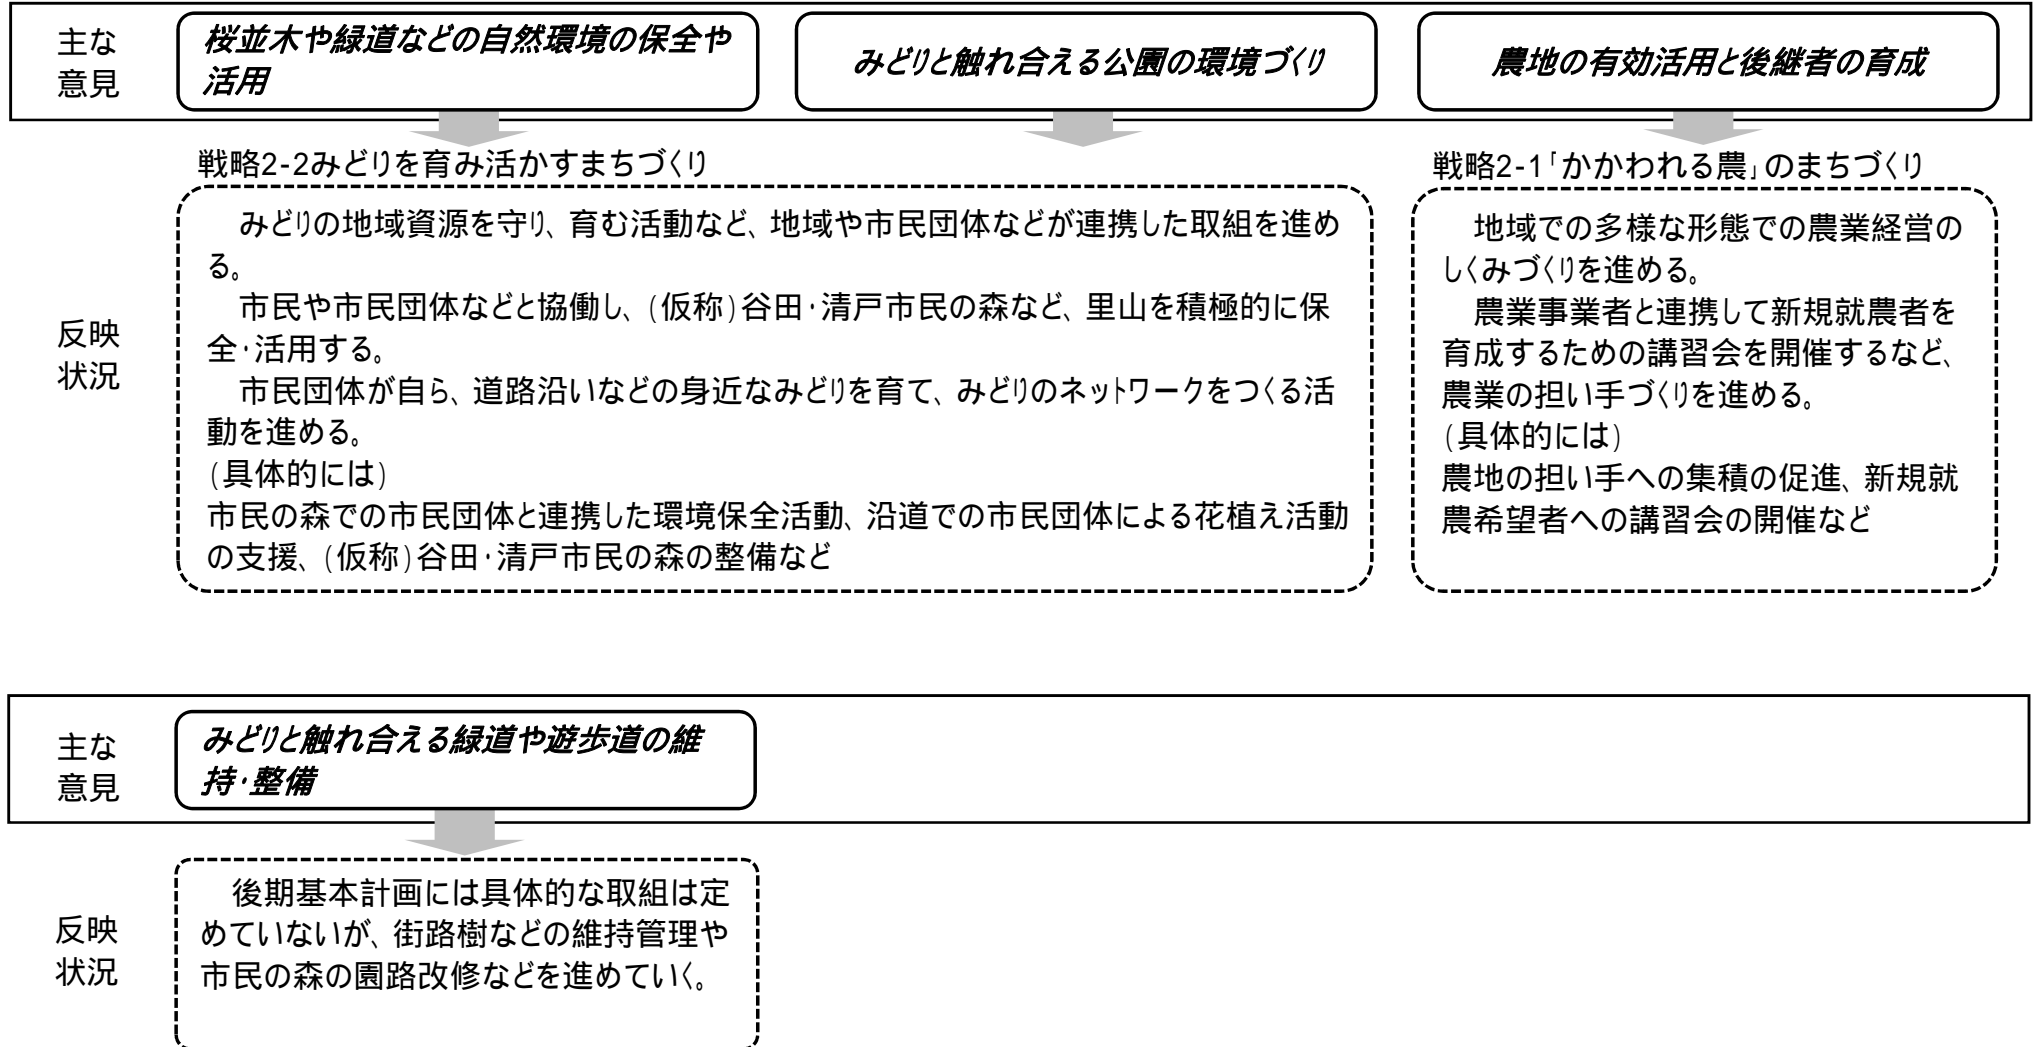 主な
意見
桜並木や緑道などの自然環境の保全や
活用
みどりと触れ合える公園の環境づくり
農地の有効活用と後継者の育成
戦略2-2みどりを育み活かすまちづくり
戦略2-1「かかわれる農」のまちづくり
反映
状況
みどりの地域資源を守り、育む活動など、地域や市民団体などが連携した取組を進め
る。
市民や市民団体などと協働し、(仮称)谷田・清戸市民の森など、里山を積極的に保
全・活用する。
市民団体が自ら、道路沿いなどの身近なみどりを育て、みどりのネットワークをつくる活
動を進める。
(具体的には)
市民の森での市民団体と連携した環境保全活動、沿道での市民団体による花植え活動
の支援、(仮称)谷田・清戸市民の森の整備など
地域での多様な形態での農業経営の
しくみづくりを進める。
農業事業者と連携して新規就農者を
育成するための講習会を開催するなど、
農業の担い手づくりを進める。
(具体的には)
農地の担い手への集積の促進、新規就
農希望者への講習会の開催など
主な
意見
みどりと触れ合える緑道や遊歩道の維
持・整備
反映
状況
後期基本計画には具体的な取組は定
めていないが、街路樹などの維持管理や
市民の森の園路改修などを進めていく。